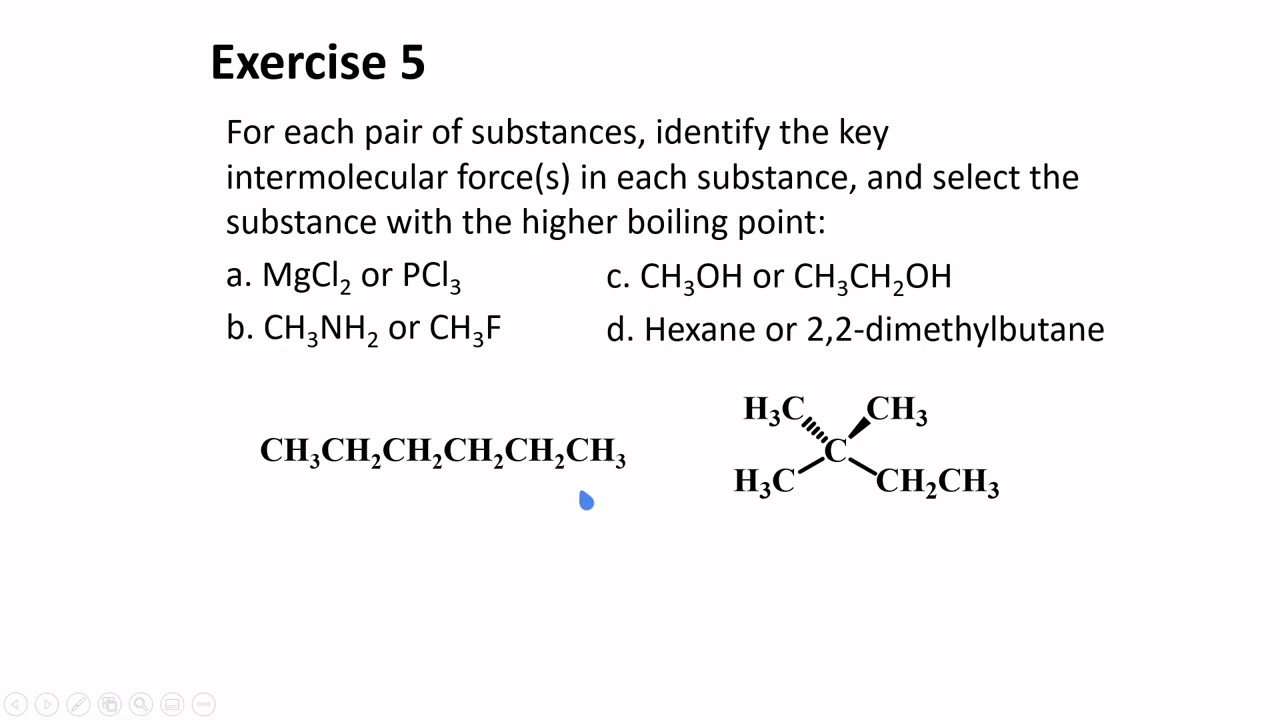 Exercise 5
For each pair of substances, identify the key
intermolecular force(s) in each substance, and select the
substance with the higher boiling point:
a. MgCl₂ or PCl₃
c. CH₃OH or CH₃CH₂OH
b. CH₃NH₂ or CH₃F
d. Hexane or 2,2-dimethylbutane
H₃C CH₃
CH₃CH₂CH₂CH₂CH₂CH₃
C
H₃C CH₂CH₃